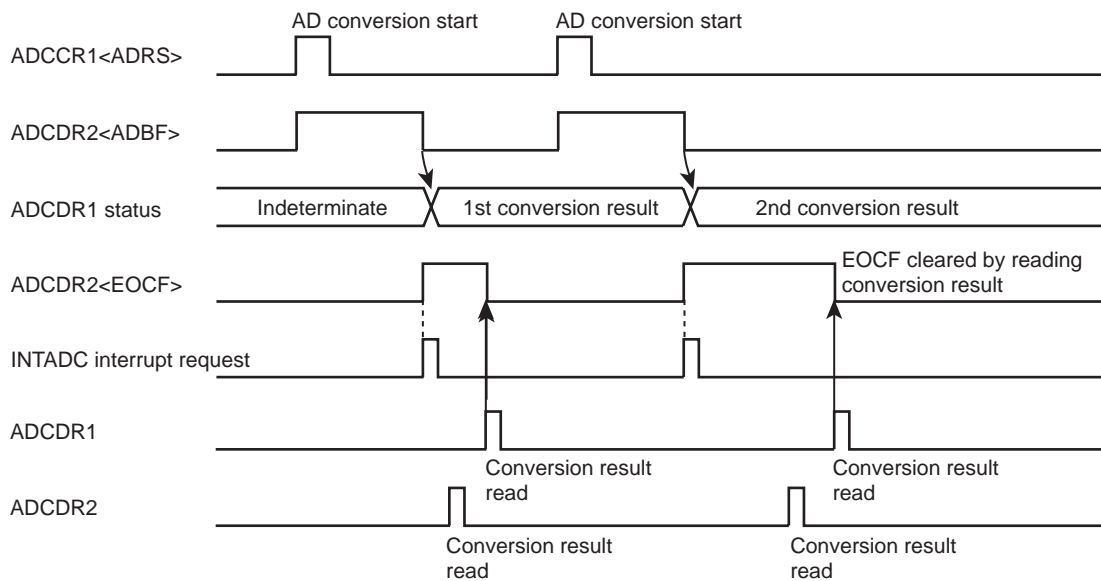 AD conversion start
AD conversion start
ADCCR1<ADRS>
ADCDR2<ADBF>
ADCDR1 status
Indeterminate
1st conversion result
2nd conversion result
ADCDR2<EOCF>
EOCF cleared by reading
conversion result
INTADC interrupt request
ADCDR1
Conversion result
read
Conversion result
read
ADCDR2
Conversion result
read
Conversion result
read